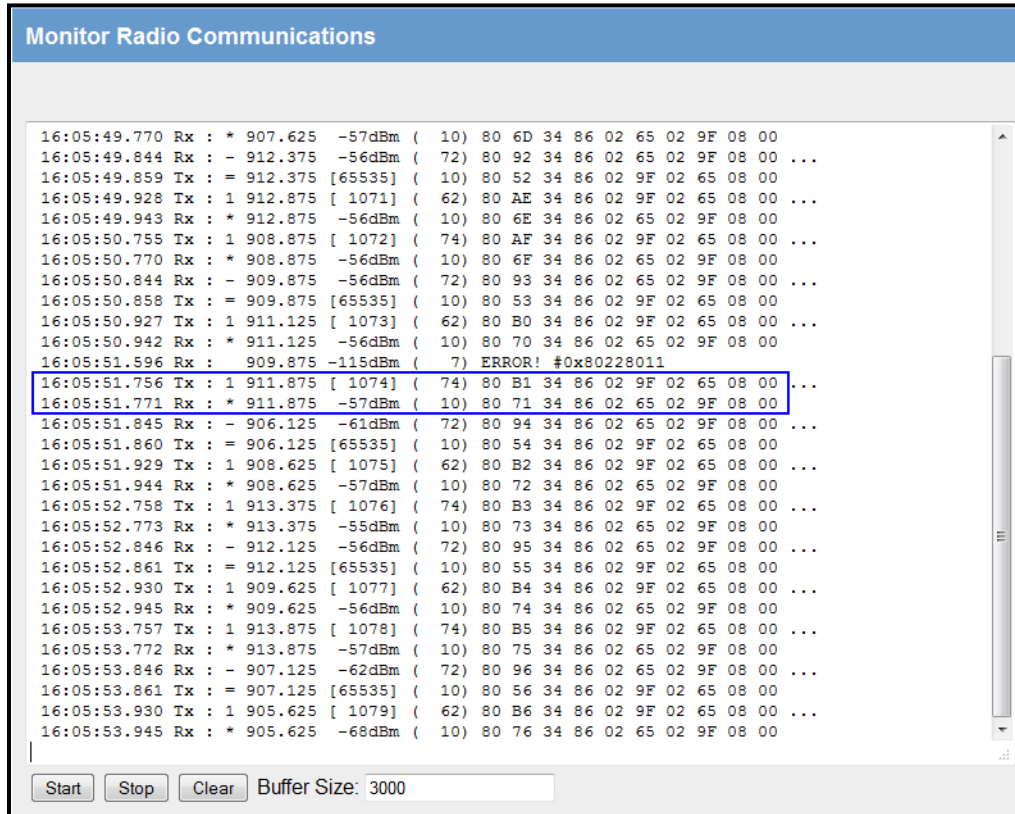 Monitor Radio Communications
16:05:49.770 Rx : * 907.625 -57dBm ( 10) 80 6D 34 86 02 65 02 9F 08 00
16:05:49.844 Rx : - 912.375 -56dBm ( 72) 80 92 34 86 02 65 02 9F 08 00 ...
16:05:49.859 Tx : = 912.375 [65535] ( 10) 80 52 34 86 02 9F 02 65 08 00
16:05:49.928 Tx : 1 912.875 [ 1071] ( 62) 80 AE 34 86 02 9F 02 65 08 00 ...
16:05:49.943 Rx : * 912.875 -56dBm ( 10) 80 6E 34 86 02 65 02 9F 08 00
16:05:50.755 Tx : 1 908.875 [ 1072] ( 74) 80 AF 34 86 02 9F 02 65 08 00 ...
16:05:50.770 Rx : * 908.875 -56dBm ( 10) 80 6F 34 86 02 65 02 9F 08 00
16:05:50.844 Rx : - 909.875 -56dBm ( 72) 80 93 34 86 02 65 02 9F 08 00 ...
16:05:50.858 Tx : = 909.875 [65535] ( 10) 80 53 34 86 02 9F 02 65 08 00
16:05:50.927 Tx : 1 911.125 [ 1073] ( 62) 80 B0 34 86 02 9F 02 65 08 00 ...
16:05:50.942 Rx : * 911.125 -56dBm ( 10) 80 70 34 86 02 65 02 9F 08 00
16:05:51.596 Rx : 909.875 -115dBm ( 7) ERROR! #0x80228011
16:05:51.756 Tx : 1 911.875 [ 1074] ( 74) 80 B1 34 86 02 9F 02 65 08 00 ...
16:05:51.771 Rx : * 911.875 -57dBm ( 10) 80 71 34 86 02 65 02 9F 08 00
16:05:51.845 Rx : - 906.125 -61dBm ( 72) 80 94 34 86 02 65 02 9F 08 00 ...
16:05:51.860 Tx : = 906.125 [65535] ( 10) 80 54 34 86 02 9F 02 65 08 00
16:05:51.929 Tx : 1 908.625 [ 1075] ( 62) 80 B2 34 86 02 9F 02 65 08 00 ...
16:05:51.944 Rx : * 908.625 -57dBm ( 10) 80 72 34 86 02 65 02 9F 08 00
16:05:52.758 Tx : 1 913.375 [ 1076] ( 74) 80 B3 34 86 02 9F 02 65 08 00 ...
16:05:52.773 Rx : * 913.375 -55dBm ( 10) 80 73 34 86 02 65 02 9F 08 00
16:05:52.846 Rx : - 912.125 -56dBm ( 72) 80 95 34 86 02 65 02 9F 08 00 ...
16:05:52.861 Tx : = 912.125 [65535] ( 10) 80 55 34 86 02 9F 02 65 08 00
16:05:52.930 Tx : 1 909.625 [ 1077] ( 62) 80 B4 34 86 02 9F 02 65 08 00 ...
16:05:52.945 Rx : * 909.625 -56dBm ( 10) 80 74 34 86 02 65 02 9F 08 00
16:05:53.757 Tx : 1 913.875 [ 1078] ( 74) 80 B5 34 86 02 9F 02 65 08 00 ...
16:05:53.772 Rx : * 913.875 -57dBm ( 10) 80 75 34 86 02 65 02 9F 08 00
16:05:53.846 Rx : - 907.125 -62dBm ( 72) 80 96 34 86 02 65 02 9F 08 00 ...
16:05:53.861 Tx : = 907.125 [65535] ( 10) 80 56 34 86 02 9F 02 65 08 00
16:05:53.930 Tx : 1 905.625 [ 1079] ( 62) 80 B6 34 86 02 9F 02 65 08 00 ...
16:05:53.945 Rx : * 905.625 -68dBm ( 10) 80 76 34 86 02 65 02 9F 08 00
Start Stop Clear Buffer Size: 3000